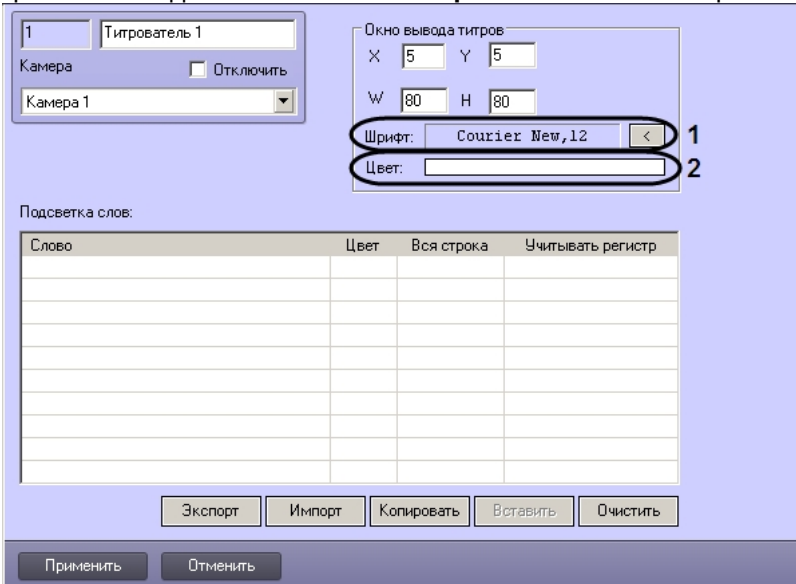 1 Титрователь 1
Камера Отключить
Камера 1
Окно вывода титров
X 5 Y 5
W 80 H 80
Шрифт: Courier New,12 < 1
Цвет: 2
Подсветка слов:
Слово Цвет Вся строка Учитывать регистр
Экспорт Импорт Копировать Вставить Очистить
Применить Отменить